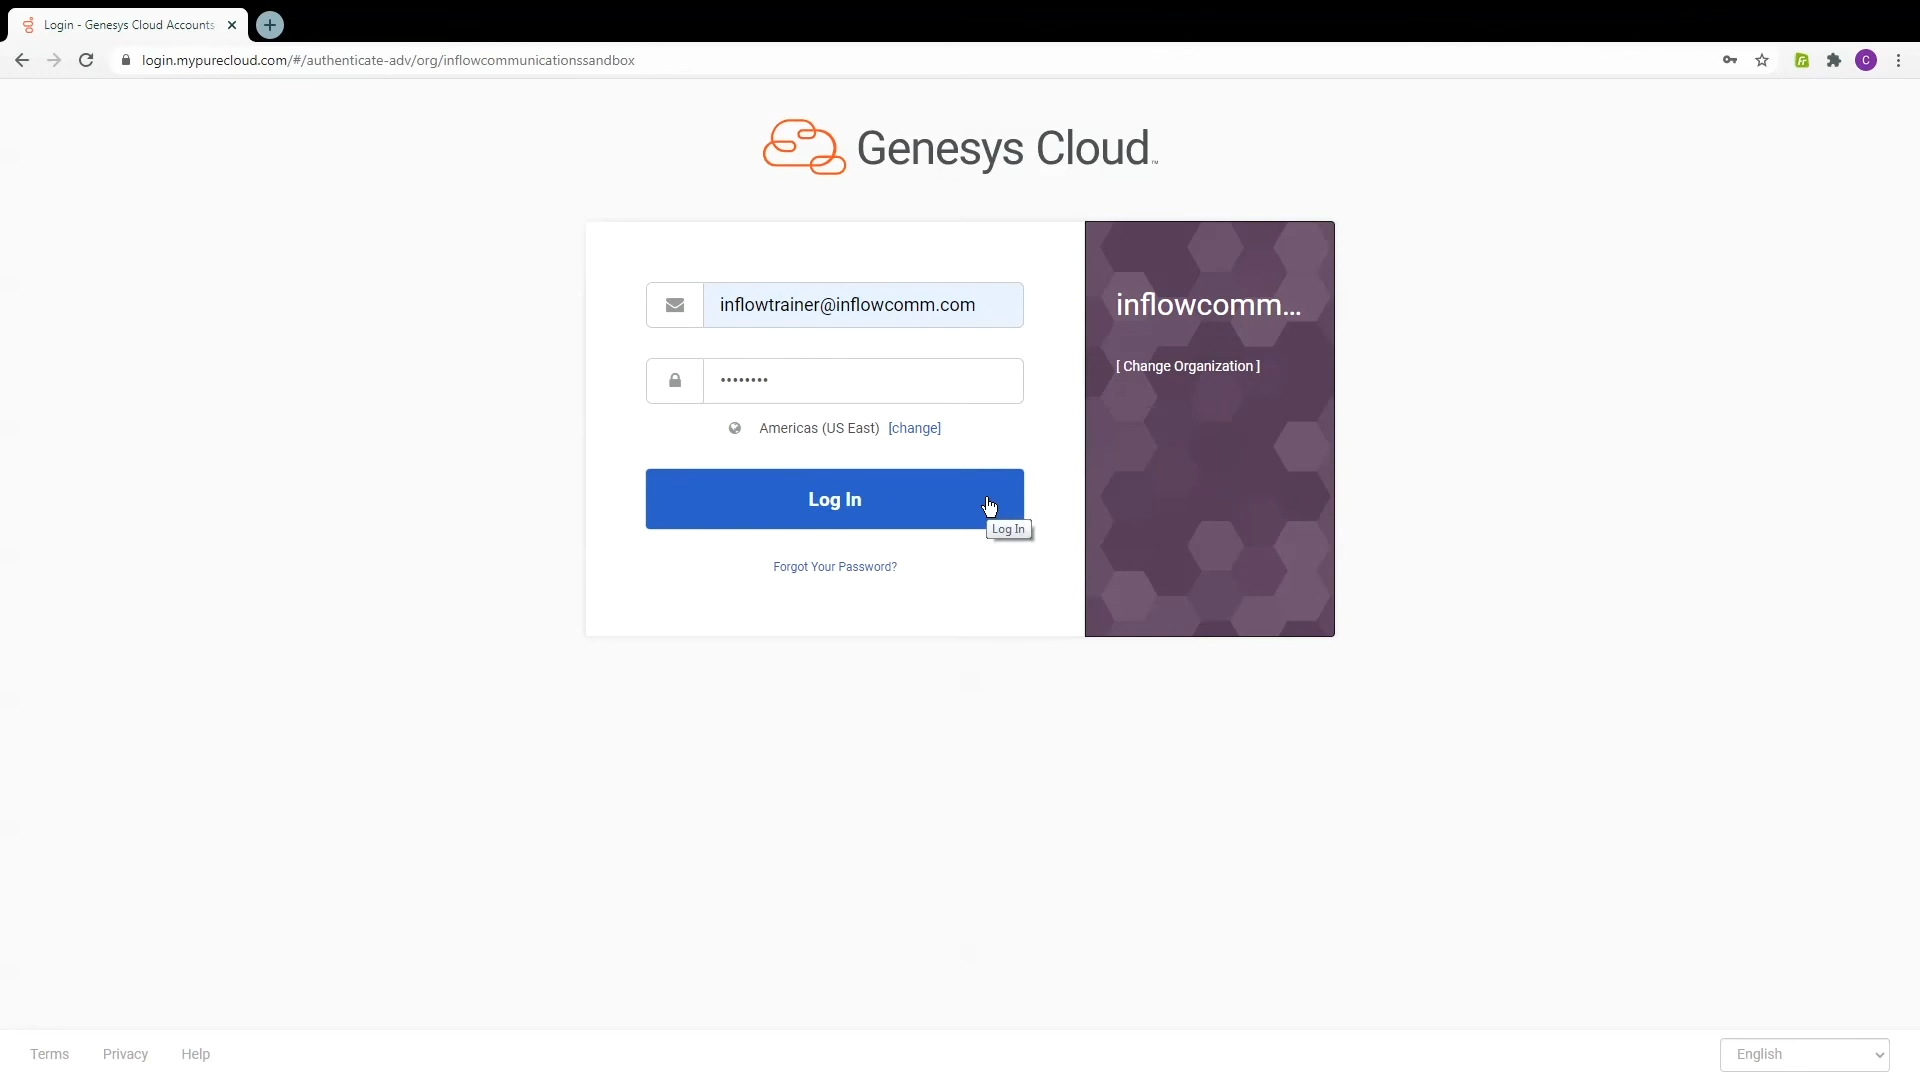 Login - Genesys Cloud Accounts
login.mypurecloud.com/#/authenticate-adv/org/inflowcommunicationssandbox
C
Genesys Cloud™
inflowtrainer@inflowcomm.com
inflowcomm...
[ Change Organization ]
••••••••
Americas (US East) [change]
Log In
Log In
Forgot Your Password?
Terms Privacy Help
English